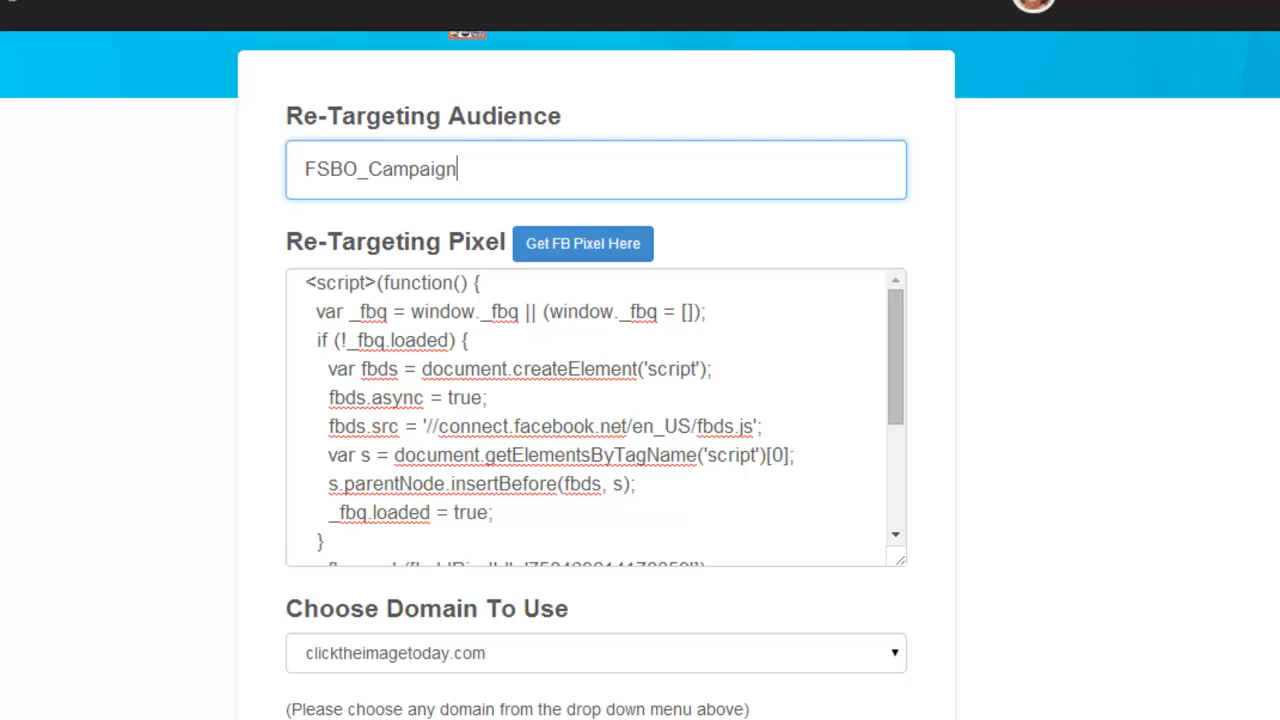 Re-Targeting Audience
FSBO_Campaign
Re-Targeting Pixel Get FB Pixel Here
<script>(function() {
var _fbq = window._fbq || (window._fbq = []);
if (!_fbq.loaded) {
var fbds = document.createElement('script');
fbds.async = true;
fbds.src = '//connect.facebook.net/en_US/fbds.js';
var s = document.getElementsByTagName('script')[0];
s.parentNode.insertBefore(fbds, s);
_fbq.loaded = true;
}
Choose Domain To Use
clicktheimagetoday.com
(Please choose any domain from the drop down menu above)